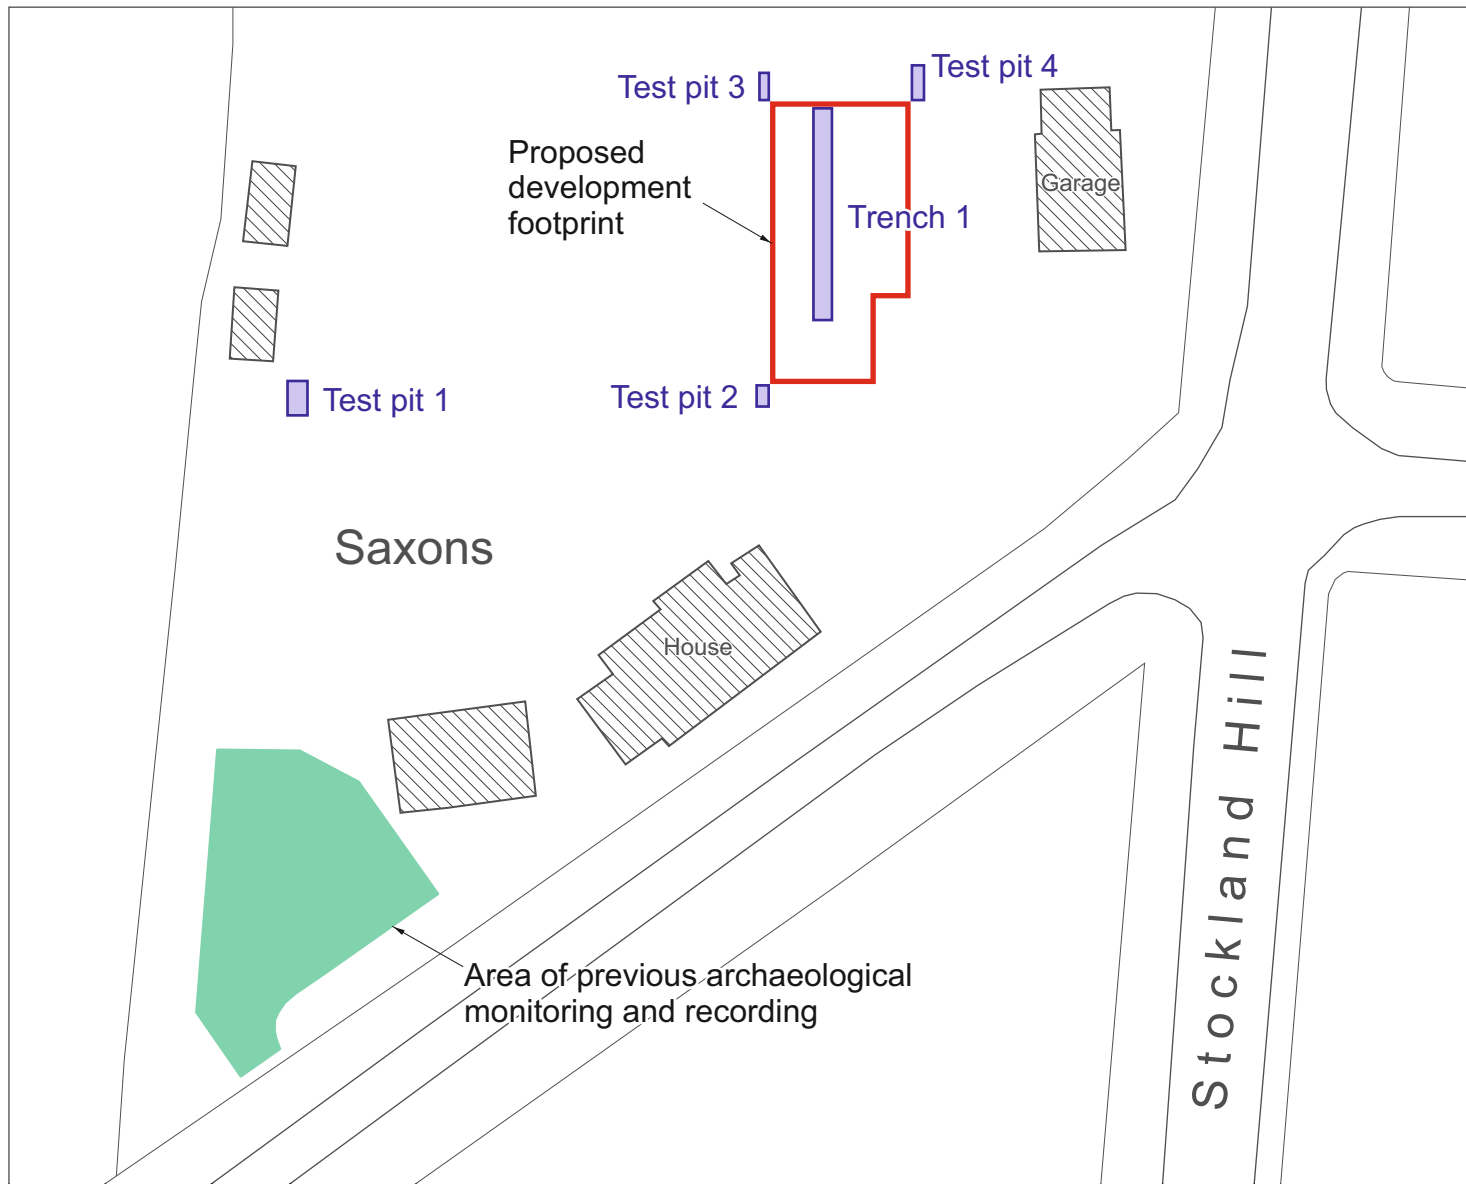 Test pit 4
Test pit 3
Proposed
development
footprint
Garage
Trench 1
Test pit 1
Test pit 2
Saxons
House
Stockland Hill
Area of previous archaeological
monitoring and recording